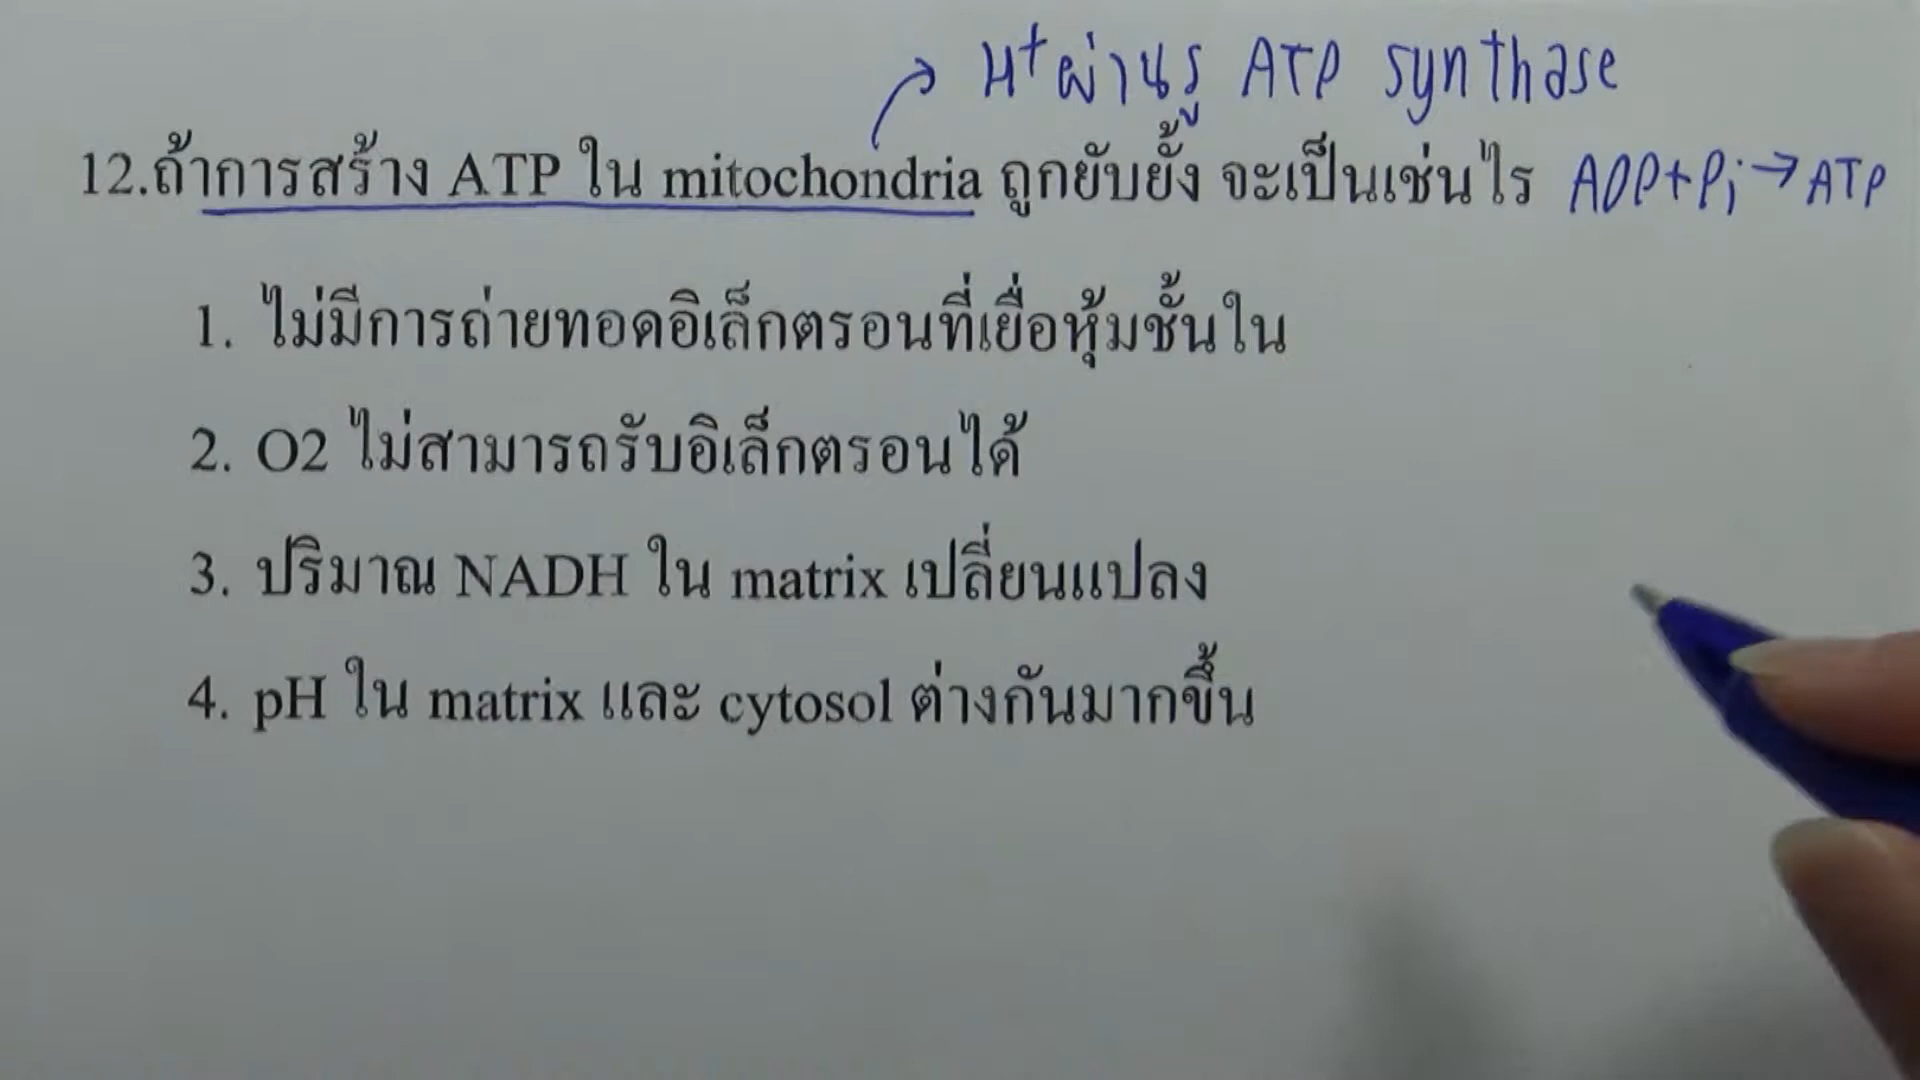 H⁺ผ่านรู ATP synthase
12.ถ้าการสร้าง ATP ใน mitochondria ถูกยับยั้ง จะเป็นเช่นไร ADP+Pi→ATP
1. ไม่มีการถ่ายทอดอิเล็กตรอนที่เยื่อหุ้มชั้นใน
2. O2 ไม่สามารถรับอิเล็กตรอนได้
3. ปริมาณ NADH ใน matrix เปลี่ยนแปลง
4. pH ใน matrix และ cytosol ต่างกันมากขึ้น